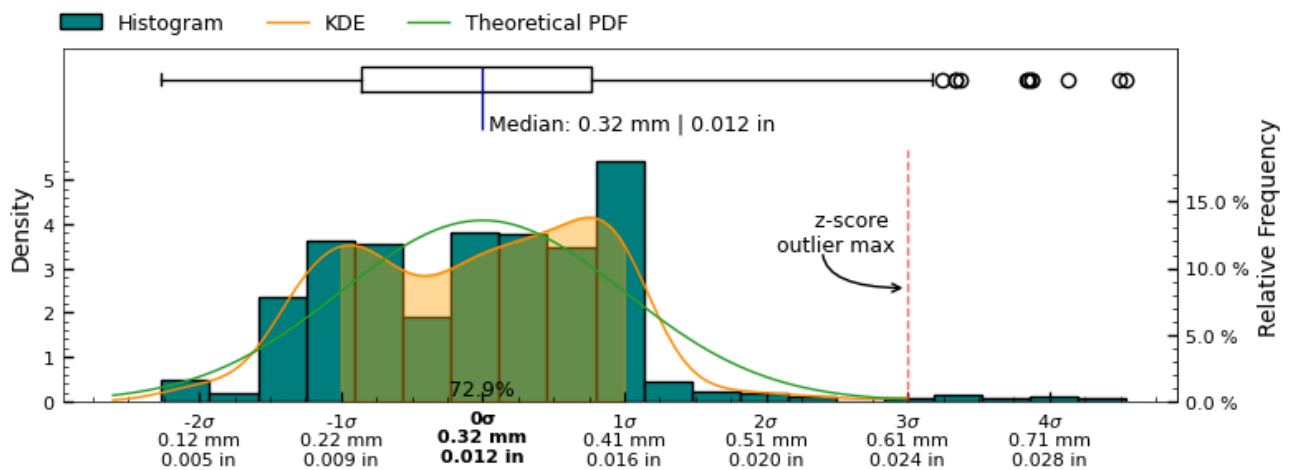 Histogram KDE Theoretical PDF
Median: 0.32 mm | 0.012 in
Density
5
4
3
2
1
0
z-score
outlier max
72.9%
Relative Frequency
15.0 %
10.0 %
5.0 %
0.0 %
-2σ -1σ 0σ 1σ 2σ 3σ 4σ
0.12 mm 0.22 mm 0.32 mm 0.41 mm 0.51 mm 0.61 mm 0.71 mm
0.005 in 0.009 in 0.012 in 0.016 in 0.020 in 0.024 in 0.028 in